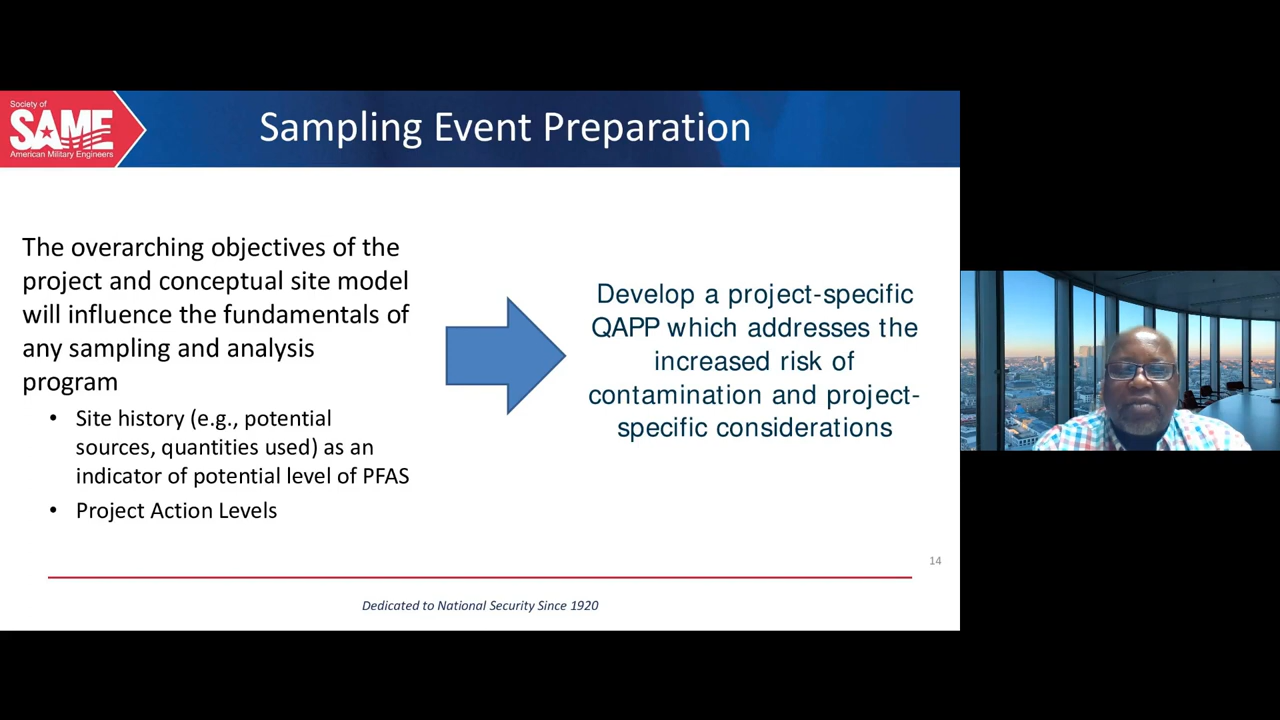 Society of
SAME
American Military Engineers
Sampling Event Preparation
The overarching objectives of the
project and conceptual site model
will influence the fundamentals of
any sampling and analysis
program
• Site history (e.g., potential
sources, quantities used) as an
indicator of potential level of PFAS
• Project Action Levels
Develop a project-specific
QAPP which addresses the
increased risk of
contamination and project-
specific considerations
14
Dedicated to National Security Since 1920